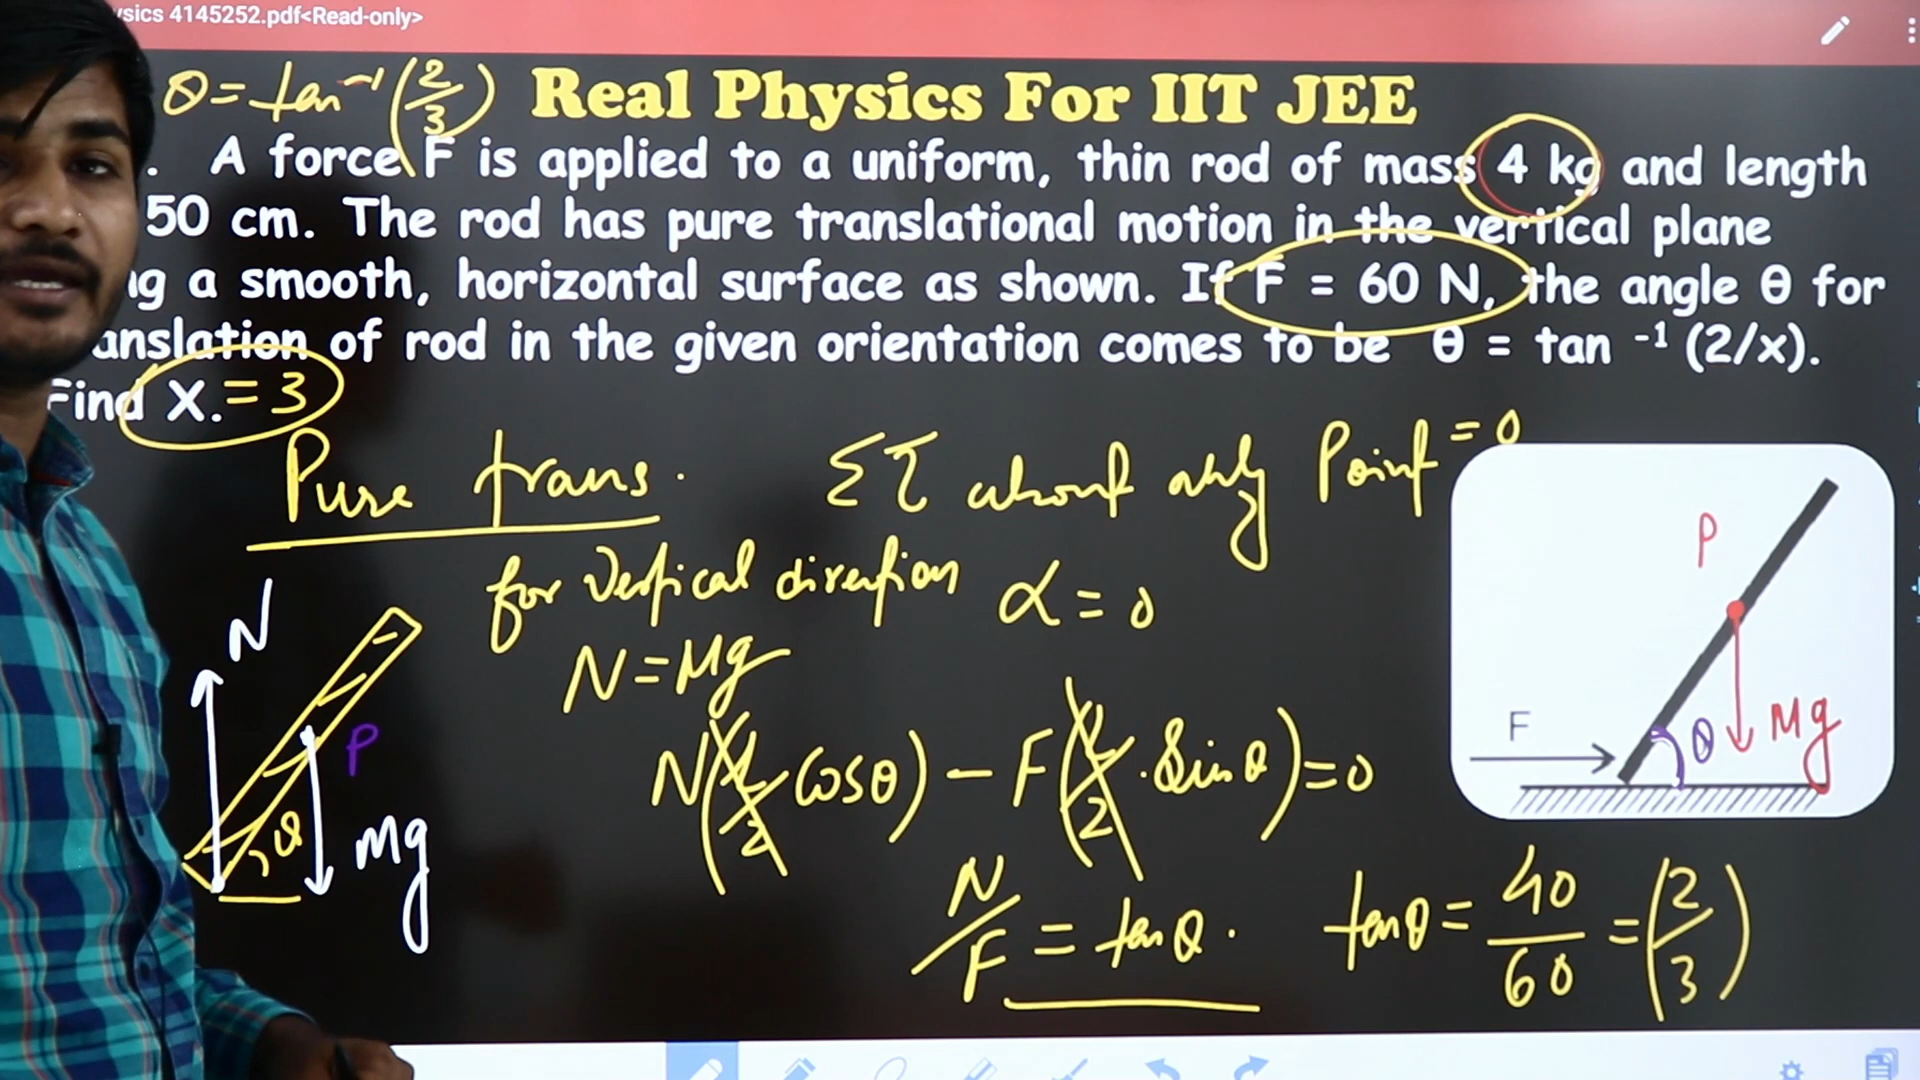 sics 4145252.pdf<Read-only>
θ = tan⁻¹ (2/3)
Real Physics For IIT JEE
. A force F is applied to a uniform, thin rod of mass 4 kg and length
50 cm. The rod has pure translational motion in the vertical plane
g a smooth, horizontal surface as shown. If F = 60 N, the angle θ for
anslation of rod in the given orientation comes to be θ = tan ⁻¹ (2/x).
Find X. = 3
Pure trans. Στ about any Point = 0
for Vertical direction α = 0
N = Mg
N
P
Mg
θ
N(L/2 cosθ) - F(L/2 . Sinθ) = 0
N/F = tanθ . tanθ = 40/60 = (2/3)
P
F
θ
Mg